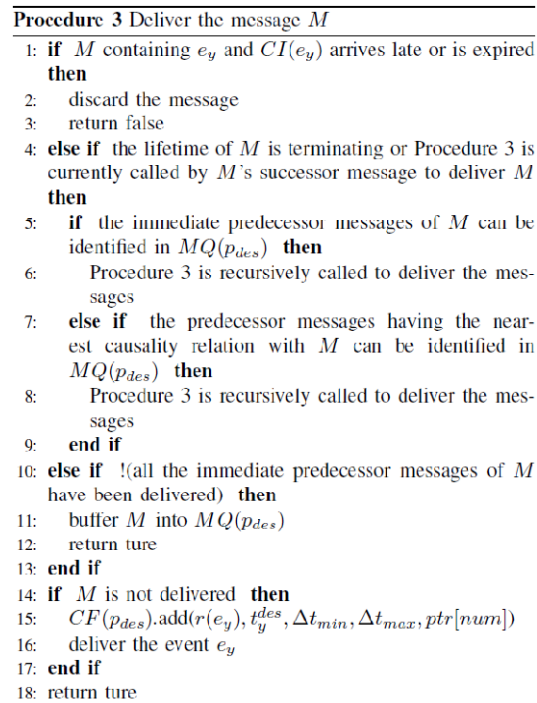 Procedure 3 Deliver the message M
1: if M containing e_y and CI(e_y) arrives late or is expired
then
2: discard the message
3: return false
4: else if the lifetime of M is terminating or Procedure 3 is
currently called by M's successor message to deliver M
then
5: if the immediate predecessor messages of M can be
identified in MQ(p_des) then
6: Procedure 3 is recursively called to deliver the mes-
sages
7: else if the predecessor messages having the near-
est causality relation with M can be identified in
MQ(p_des) then
8: Procedure 3 is recursively called to deliver the mes-
sages
9: end if
10: else if !(all the immediate predecessor messages of M
have been delivered) then
11: buffer M into MQ(p_des)
12: return ture
13: end if
14: if M is not delivered then
15: CF(p_des).add(r(e_y), t_y^des, Δt_min, Δt_max, ptr[num])
16: deliver the event e_y
17: end if
18: return ture